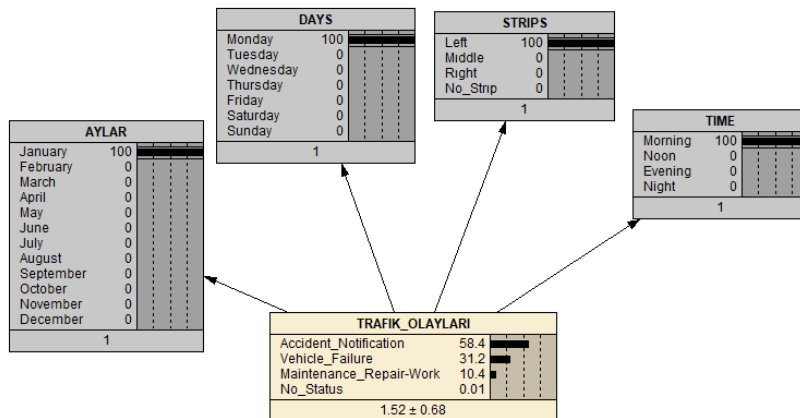 DAYS
Monday 100
Tuesday 0
Wednesday 0
Thursday 0
Friday 0
Saturday 0
Sunday 0
1
STRIPS
Left 100
Middle 0
Right 0
No_Strip 0
1
AYLAR
January 100
February 0
March 0
April 0
May 0
June 0
July 0
August 0
September 0
October 0
November 0
December 0
1
TIME
Morning 100
Noon 0
Evening 0
Night 0
1
TRAFIK_OLAYLARI
Accident_Notification 58.4
Vehicle_Failure 31.2
Maintenance_Repair-Work 10.4
No_Status 0.01
1.52 ± 0.68